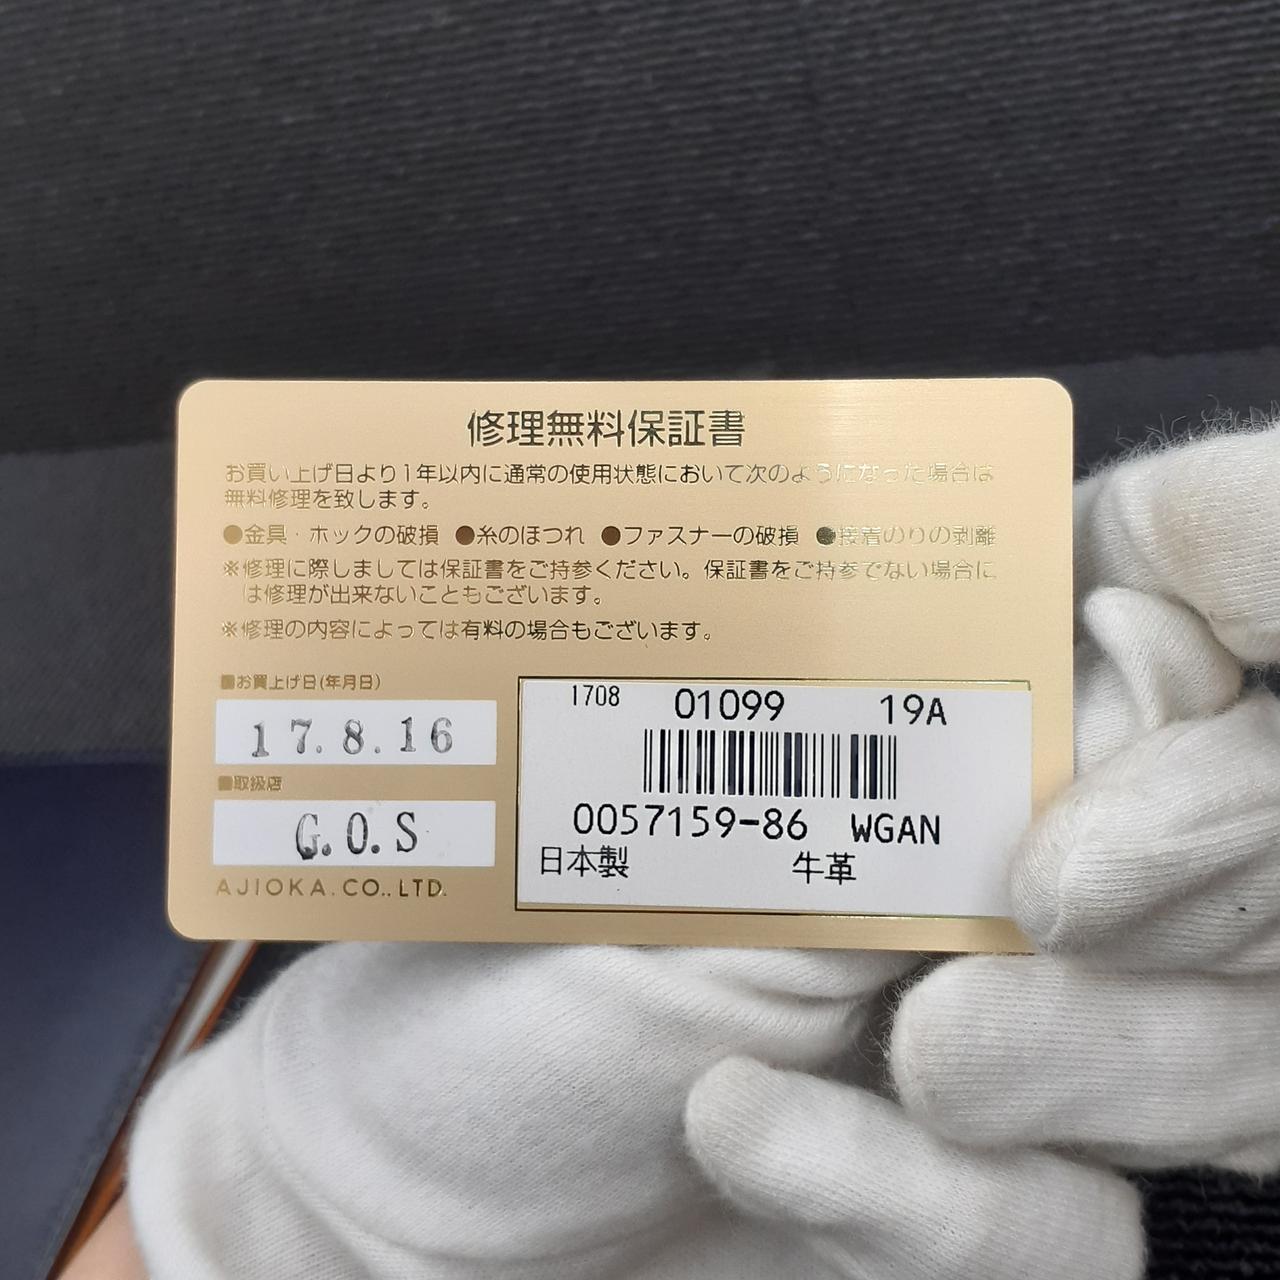 修理無料保証書
お買い上げ日より1年以内に通常の使用状態において次のようになった場合は
無料修理を致します。
●金具・ホックの破損 ●糸のほつれ ●ファスナーの破損 ●接着のりの剥離
※修理に際しましては保証書をご持参ください。保証書をご持参でない場合に
は修理が出来ないこともございます。
※修理の内容によっては有料の場合もございます。
■お買上げ日(年月日)
17.8.16
■取扱店
G.O.S
AJIOKA.CO.,LTD.
1708 01099 19A
0057159-86 WGAN
日本製 牛革